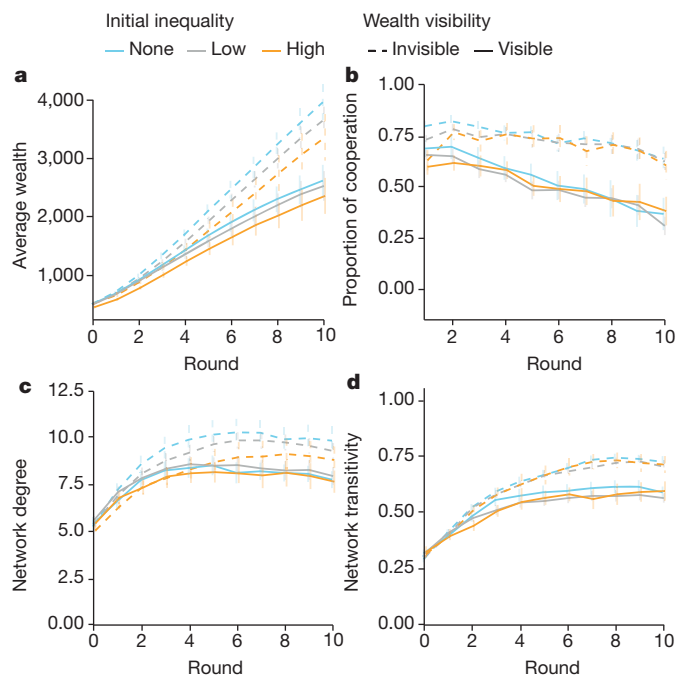 Initial inequality Wealth visibility
None Low High Invisible Visible
a b
4,000
3,000
2,000
1,000
Average wealth
0 2 4 6 8 10
Round
1.00
0.75
0.50
0.25
0.00
Proportion of cooperation
2 4 6 8 10
Round
c d
12.5
10.0
7.5
5.0
2.5
0.00
Network degree
0 2 4 6 8 10
Round
1.00
0.75
0.50
0.25
0.00
Network transitivity
0 2 4 6 8 10
Round